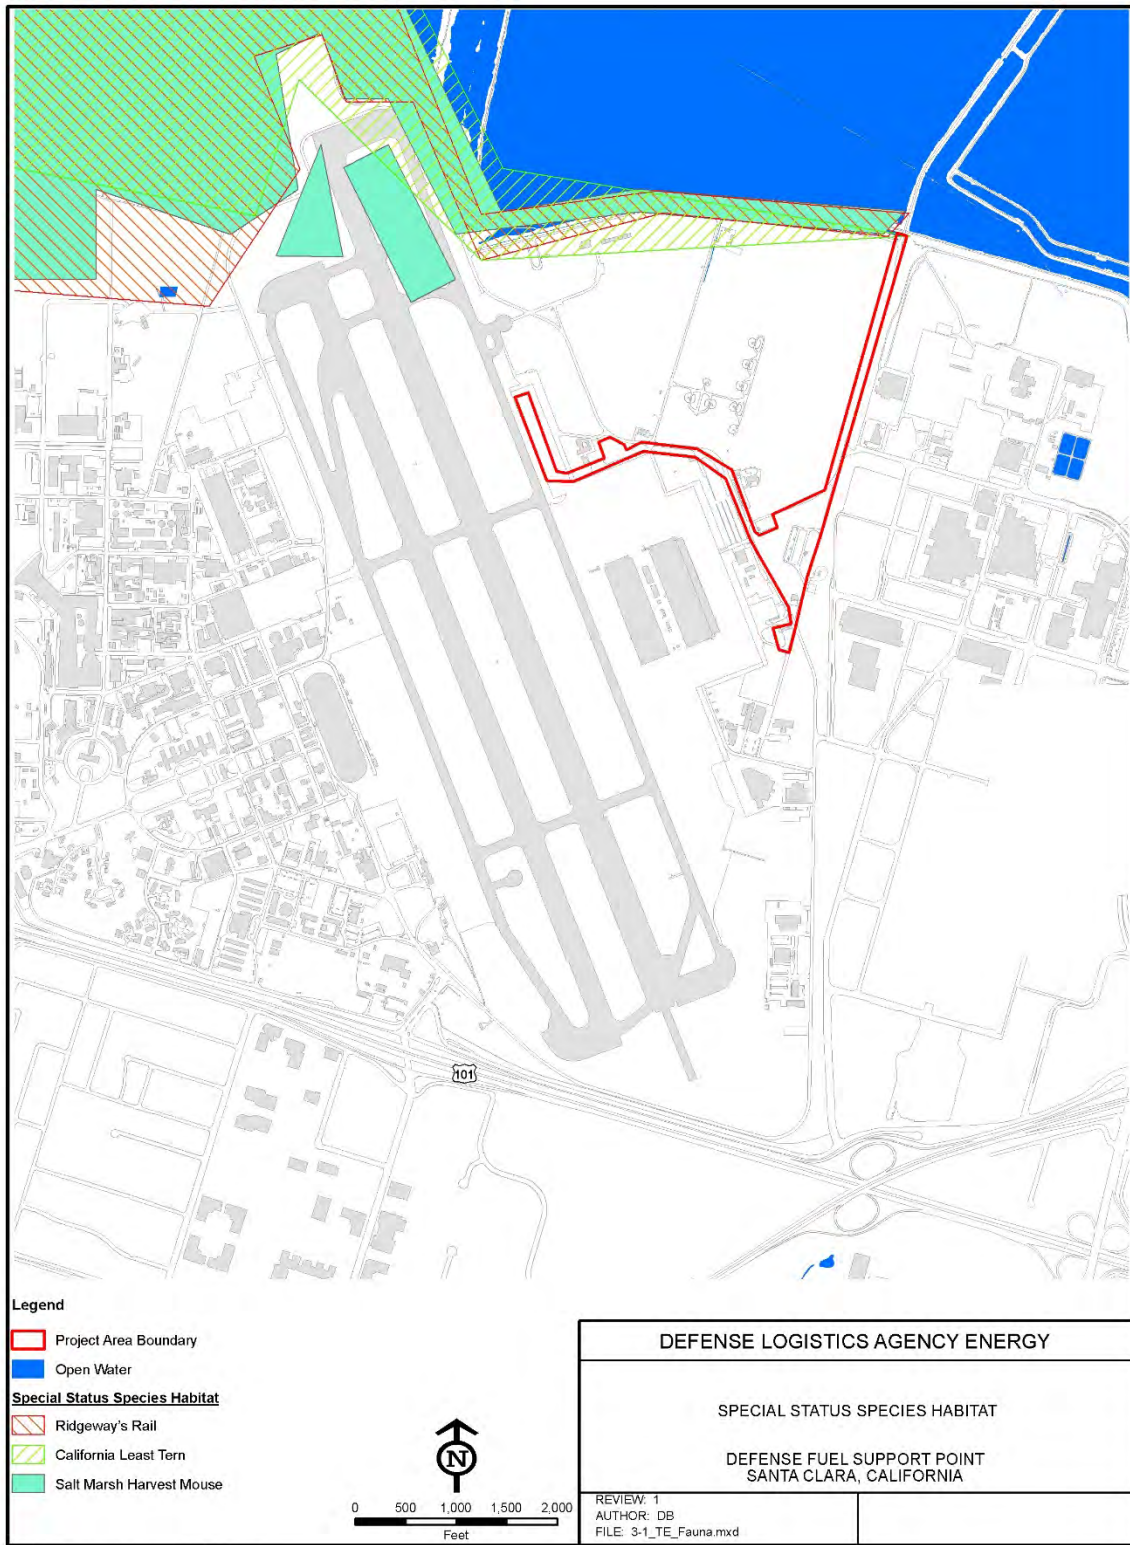 101
Legend
Project Area Boundary
Open Water
Special Status Species Habitat
Ridgeway's Rail
California Least Tern
Salt Marsh Harvest Mouse
N
0 500 1,000 1,500 2,000
Feet
DEFENSE LOGISTICS AGENCY ENERGY
SPECIAL STATUS SPECIES HABITAT
DEFENSE FUEL SUPPORT POINT
SANTA CLARA, CALIFORNIA
REVIEW: 1
AUTHOR: DB
FILE: 3-1_TE_Fauna.mxd